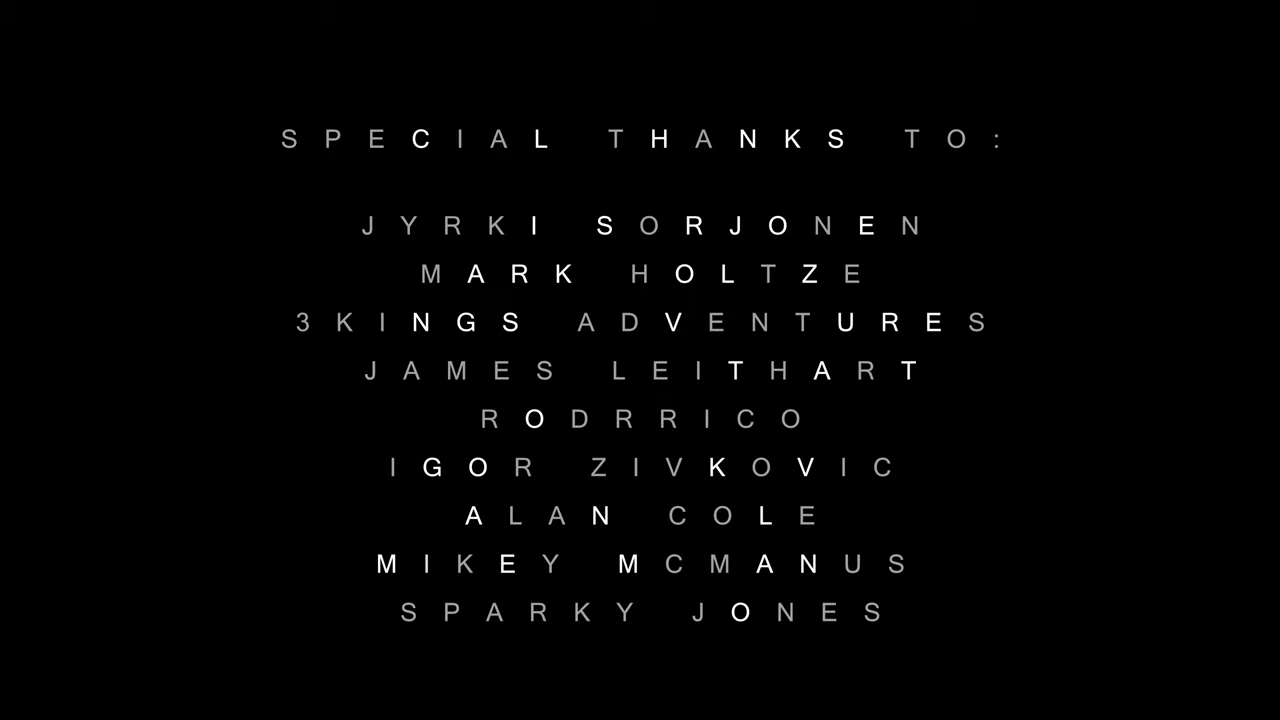 SPECIAL THANKS TO:
JYRKI SORJONEN
MARK HOLTZE
3KINGS ADVENTURES
JAMES LEITHART
RODRRICO
IGOR ZIVKOVIC
ALAN COLE
MIKEY MCMANUS
SPARKY JONES